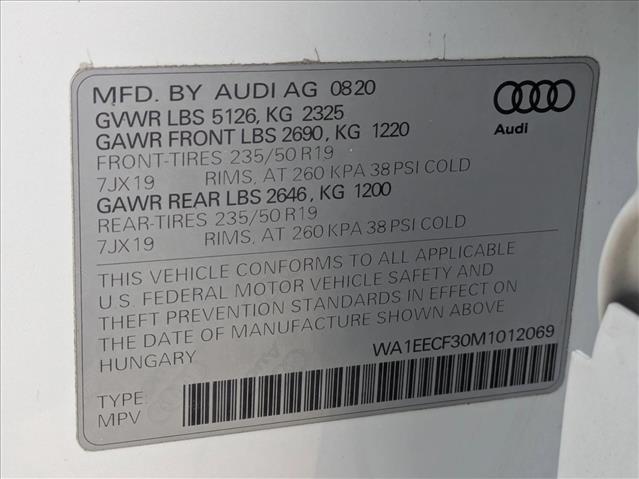 MFD. BY AUDI AG 0820
GVWR LBS 5126, KG 2325
GAWR FRONT LBS 2690, KG 1220
FRONT-TIRES 235/50 R19
7JX19 RIMS, AT 260 KPA 38 PSI COLD
GAWR REAR LBS 2646, KG 1200
REAR-TIRES 235/50 R19
7JX19 RIMS, AT 260 KPA 38 PSI COLD
Audi
THIS VEHICLE CONFORMS TO ALL APPLICABLE
U.S. FEDERAL MOTOR VEHICLE SAFETY AND
THEFT PREVENTION STANDARDS IN EFFECT ON
THE DATE OF MANUFACTURE SHOWN ABOVE
HUNGARY WA1EECF30M1012069
TYPE:
MPV